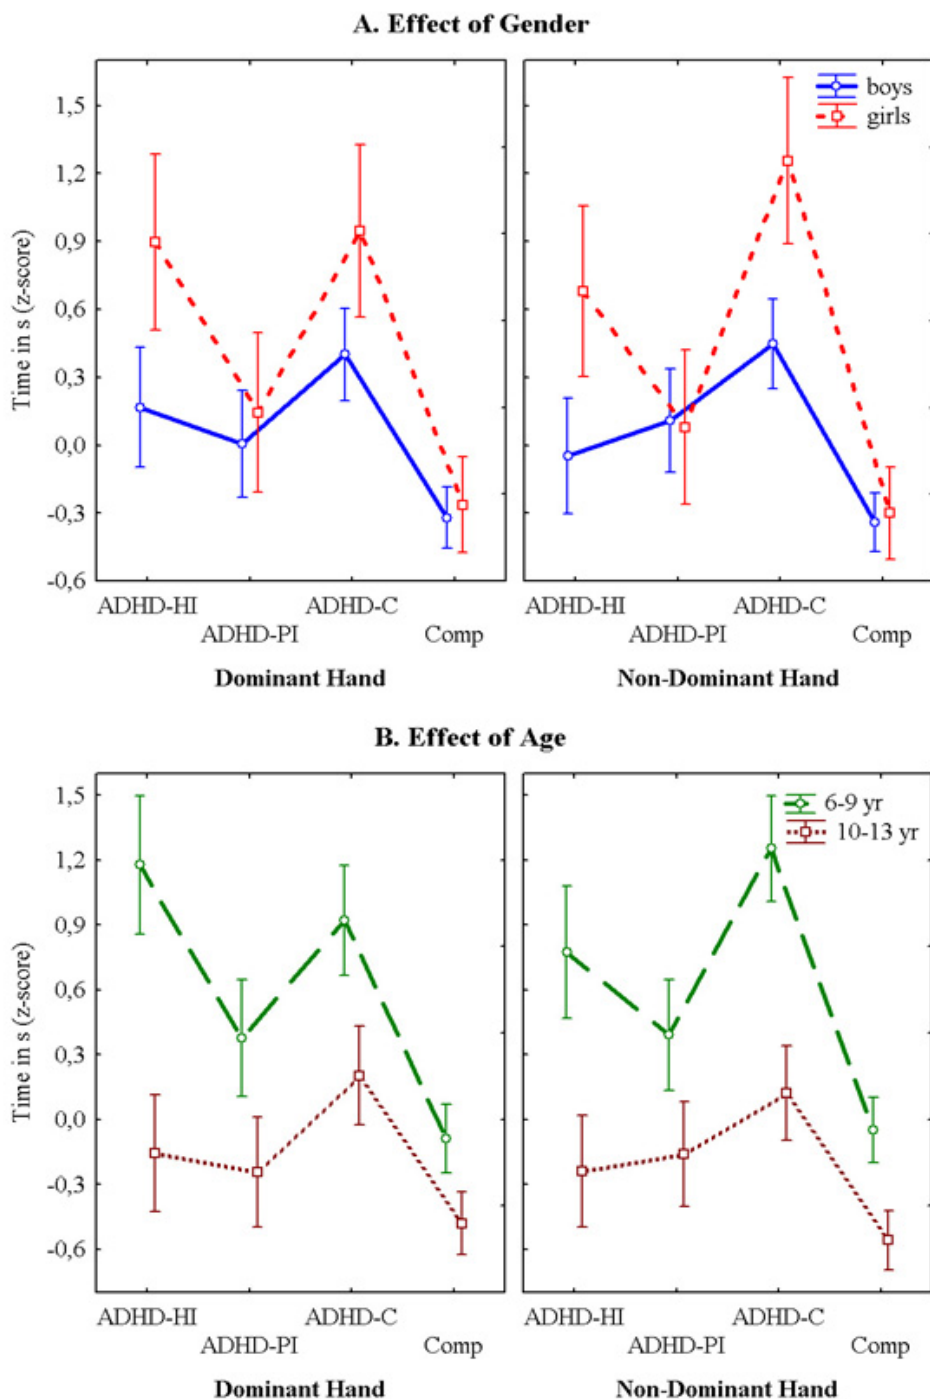 A. Effect of Gender
boys
girls
Time in s (z-score)
1,5
1,2
0,9
0,6
0,3
0,0
-0,3
-0,6
ADHD-HI
ADHD-PI
ADHD-C
Comp
Dominant Hand
ADHD-HI
ADHD-PI
ADHD-C
Comp
Non-Dominant Hand
B. Effect of Age
6-9 yr
10-13 yr
Time in s (z-score)
1,5
1,2
0,9
0,6
0,3
0,0
-0,3
-0,6
ADHD-HI
ADHD-PI
ADHD-C
Comp
Dominant Hand
ADHD-HI
ADHD-PI
ADHD-C
Comp
Non-Dominant Hand